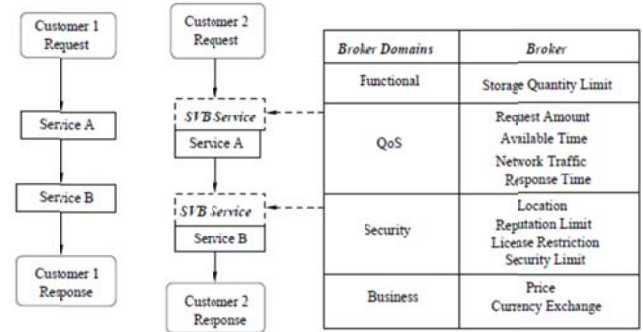 Customer 1
Request
Service A
Service B
Customer 1
Response
Customer 2
Request
SVB Service
Service A
SVB Service
Service B
Customer 2
Response
Broker Domains
Broker
Functional
Storage Quantity Limit
QoS
Request Amount
Available Time
Network Traffic
Response Time
Security
Location
Reputation Limit
License Restriction
Security Limit
Business
Price
Currency Exchange